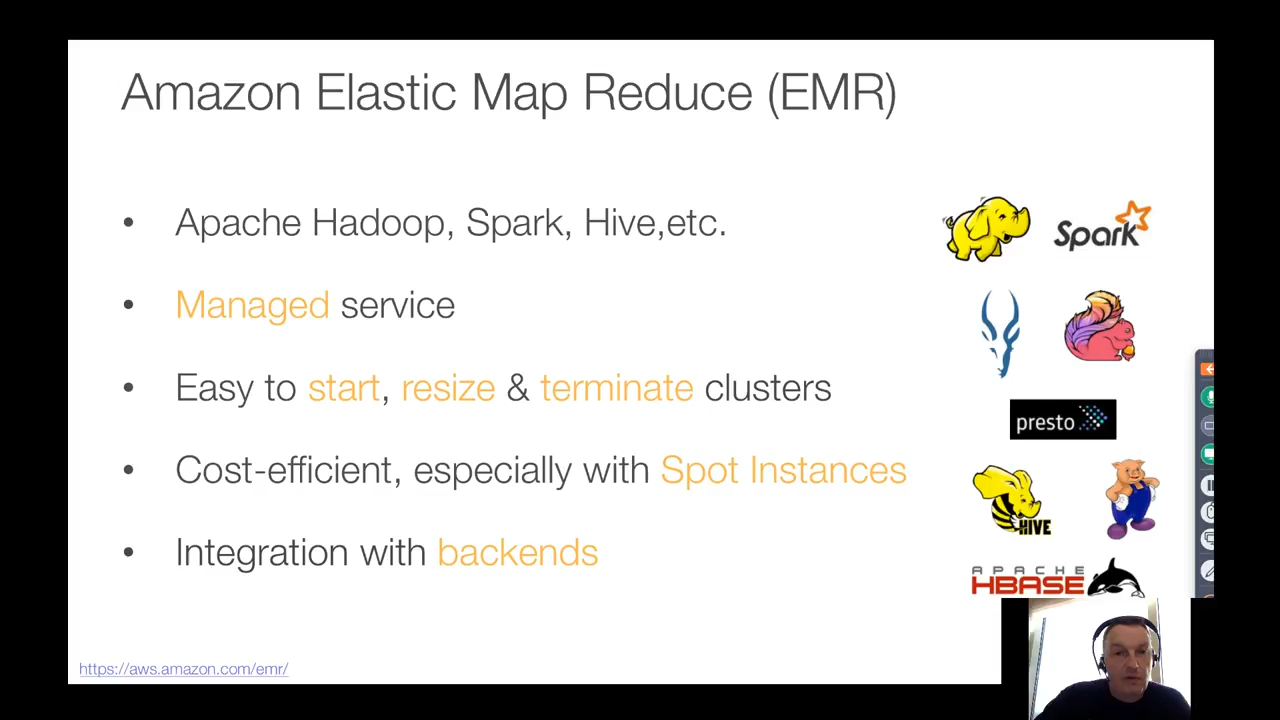 Amazon Elastic Map Reduce (EMR)
• Apache Hadoop, Spark, Hive,etc.
• Managed service
• Easy to start, resize & terminate clusters
• Cost-efficient, especially with Spot Instances
• Integration with backends
Spark
presto
HIVE
APACHE
HBASE
https://aws.amazon.com/emr/